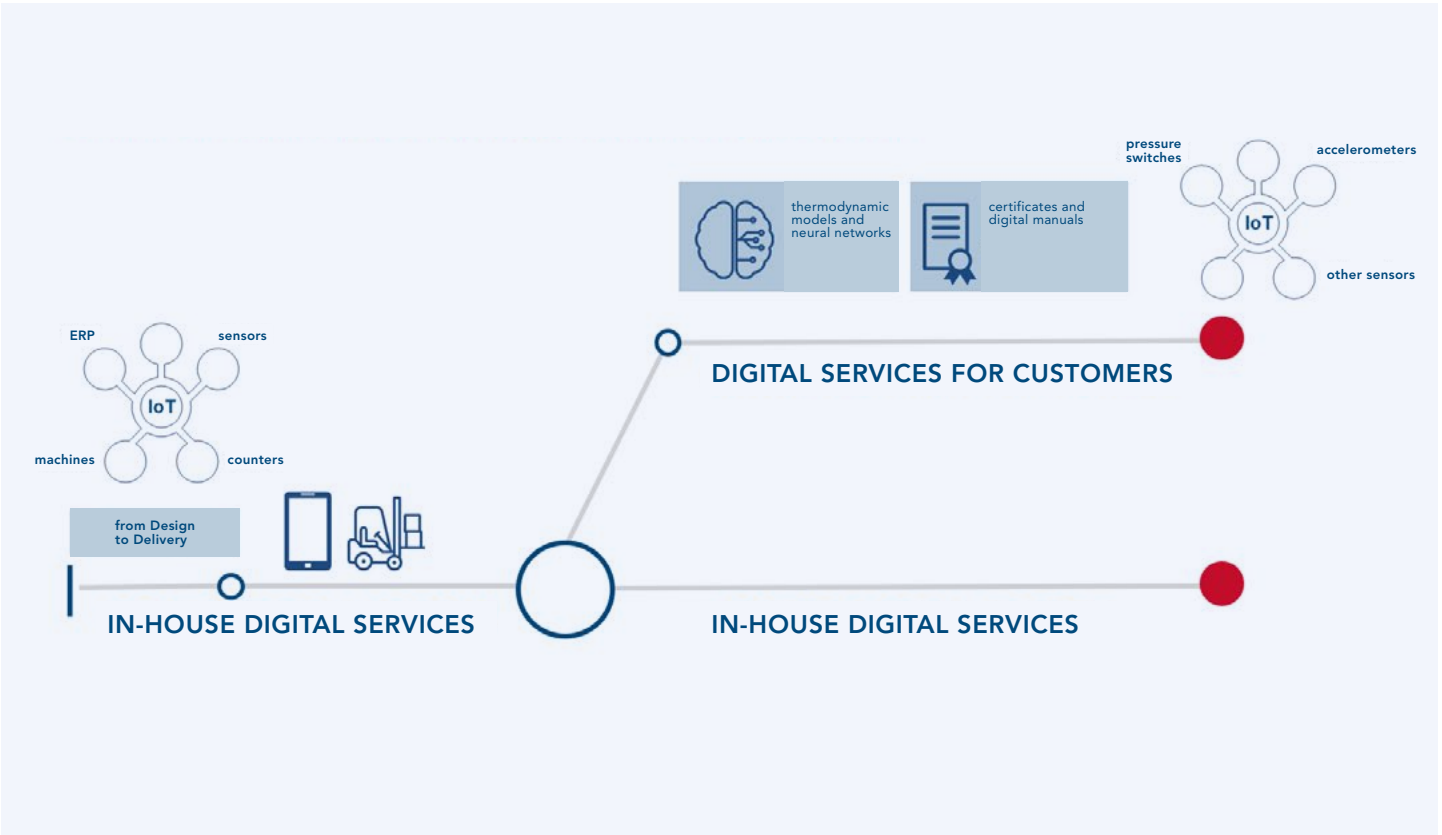 pressure
switches
accelerometers
thermodynamic
models and
neural networks
certificates and
digital manuals
IoT
other sensors
ERP
sensors
DIGITAL SERVICES FOR CUSTOMERS
IoT
machines
counters
from Design
to Delivery
IN-HOUSE DIGITAL SERVICES
IN-HOUSE DIGITAL SERVICES